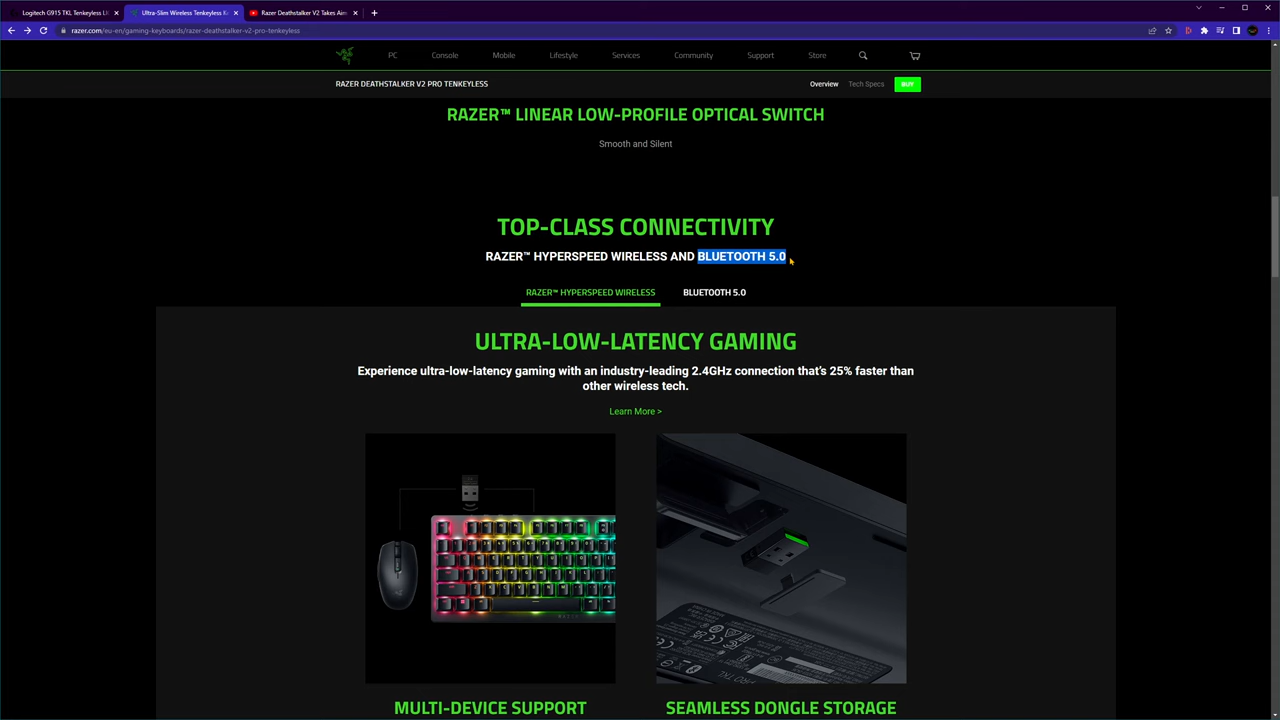 Logitech G915 TKL Tenkeyless LI
Ultra-Slim Wireless Tenkeyless K
Razer Deathstalker V2 Takes Aim
razer.com/eu-en/gaming-keyboards/razer-deathstalker-v2-pro-tenkeyless
PC Console Mobile Lifestyle Services Community Support Store
RAZER DEATHSTALKER V2 PRO TENKEYLESS Overview Tech Specs BUY
RAZER™ LINEAR LOW-PROFILE OPTICAL SWITCH
Smooth and Silent
TOP-CLASS CONNECTIVITY
RAZER™ HYPERSPEED WIRELESS AND BLUETOOTH 5.0
RAZER™ HYPERSPEED WIRELESS BLUETOOTH 5.0
ULTRA-LOW-LATENCY GAMING
Experience ultra-low-latency gaming with an industry-leading 2.4GHz connection that's 25% faster than
other wireless tech.
Learn More >
MULTI-DEVICE SUPPORT
SEAMLESS DONGLE STORAGE